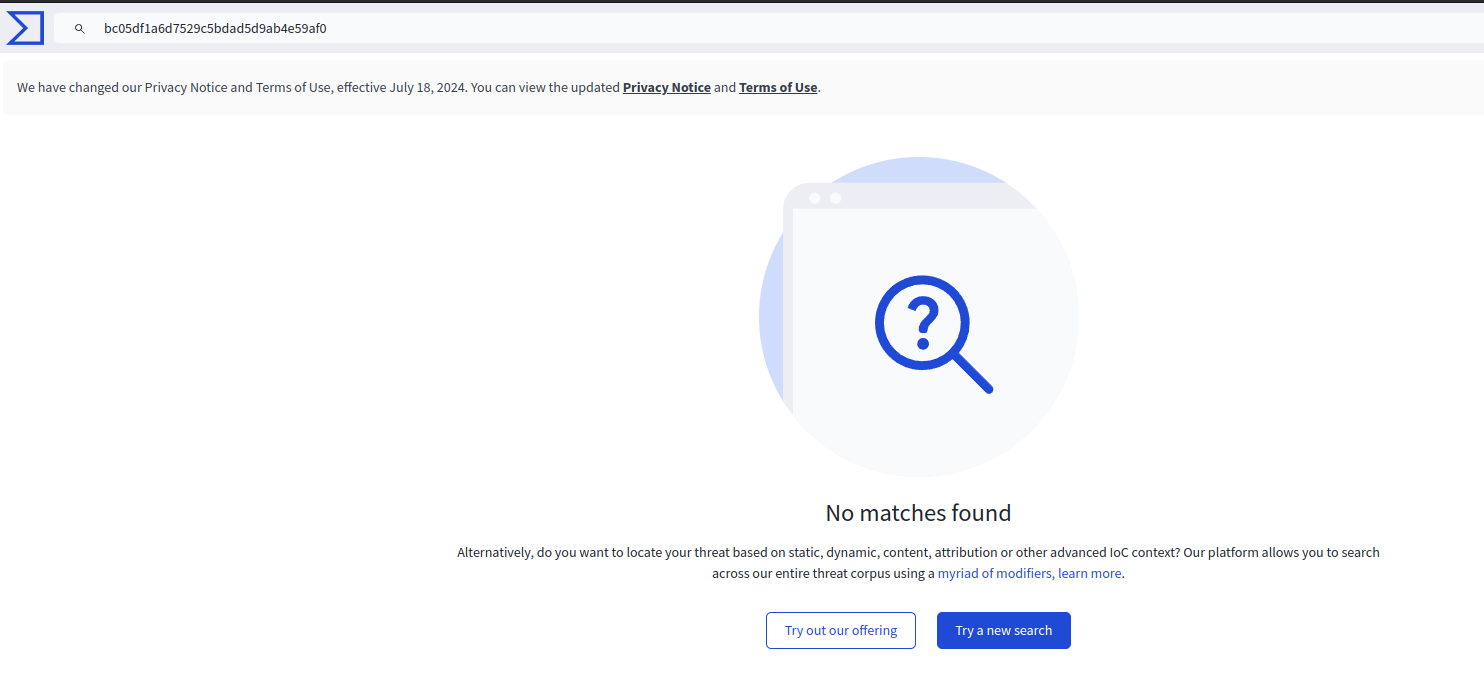 bc05df1a6d7529c5bdad5d9ab4e59af0
We have changed our Privacy Notice and Terms of Use, effective July 18, 2024. You can view the updated Privacy Notice and Terms of Use.
?
No matches found
Alternatively, do you want to locate your threat based on static, dynamic, content, attribution or other advanced IoC context? Our platform allows you to search
across our entire threat corpus using a myriad of modifiers, learn more.
Try out our offering
Try a new search